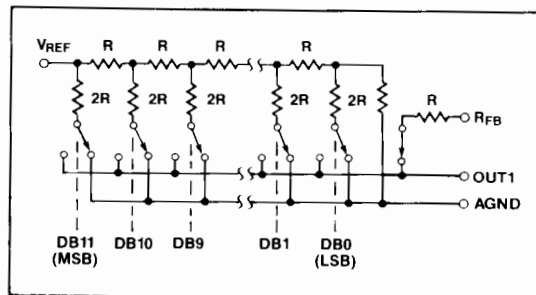 R R R R
VREF
2R 2R 2R 2R 2R
R
RFB
OUT1
AGND
DB11 DB10 DB9 DB1 DB0
(MSB) (LSB)